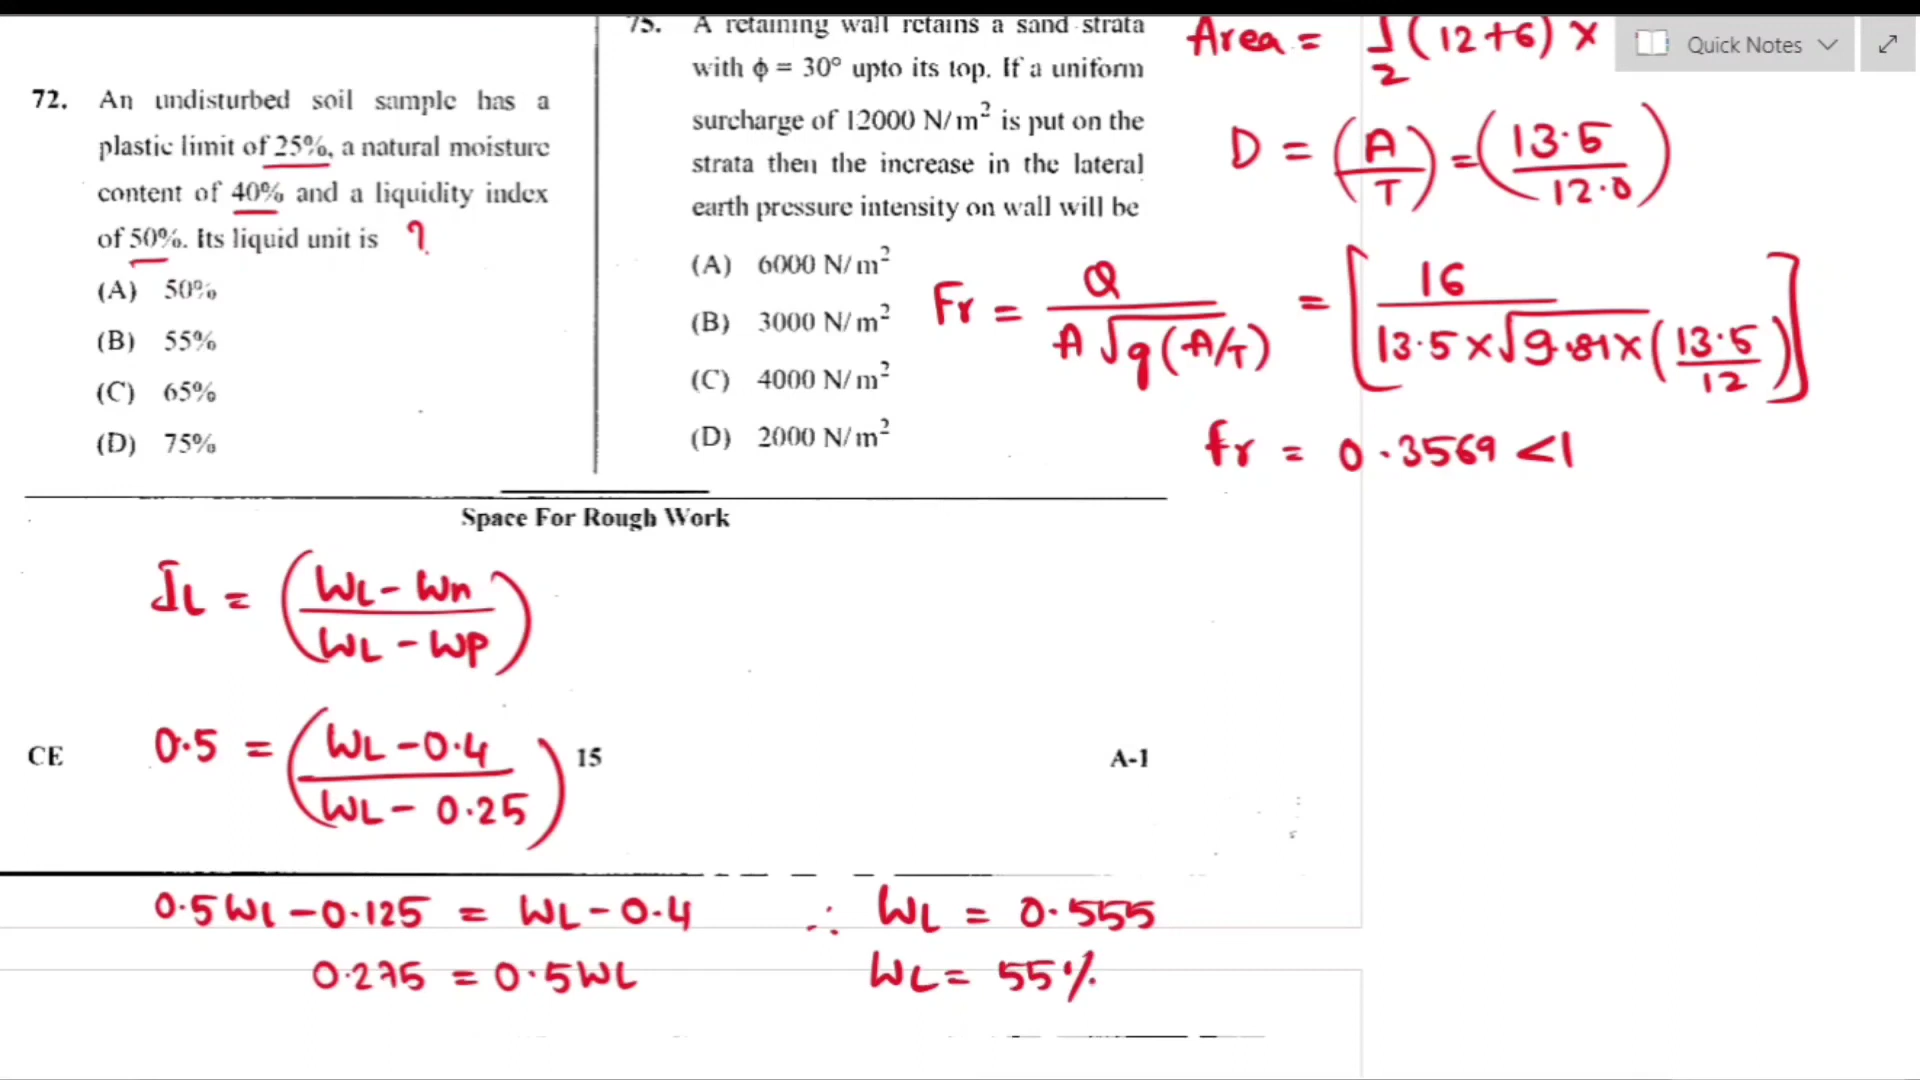 72. An undisturbed soil sample has a
plastic limit of 25%, a natural moisture
content of 40% and a liquidity index
of 50%. Its liquid unit is ?
(A) 50%
(B) 55%
(C) 65%
(D) 75%
75. A retaining wall retains a sand strata
with ϕ = 30° upto its top. If a uniform
surcharge of 12000 N/m² is put on the
strata then the increase in the lateral
earth pressure intensity on wall will be
(A) 6000 N/m²
(B) 3000 N/m²
(C) 4000 N/m²
(D) 2000 N/m²
Area = 1/2 (12+6) ×
Quick Notes
D = (A/T) = (13.5/12.0)
Fr = Q / A√g(A/T) = [16 / 13.5×√9.81×(13.5/12)]
fr = 0.3569 <1
Space For Rough Work
IL = (WL - Wn / WL - WP)
0.5 = (WL - 0.4 / WL - 0.25)
CE 15 A-1
0.5WL - 0.125 = WL - 0.4 ∴ WL = 0.555
0.275 = 0.5WL WL = 55%